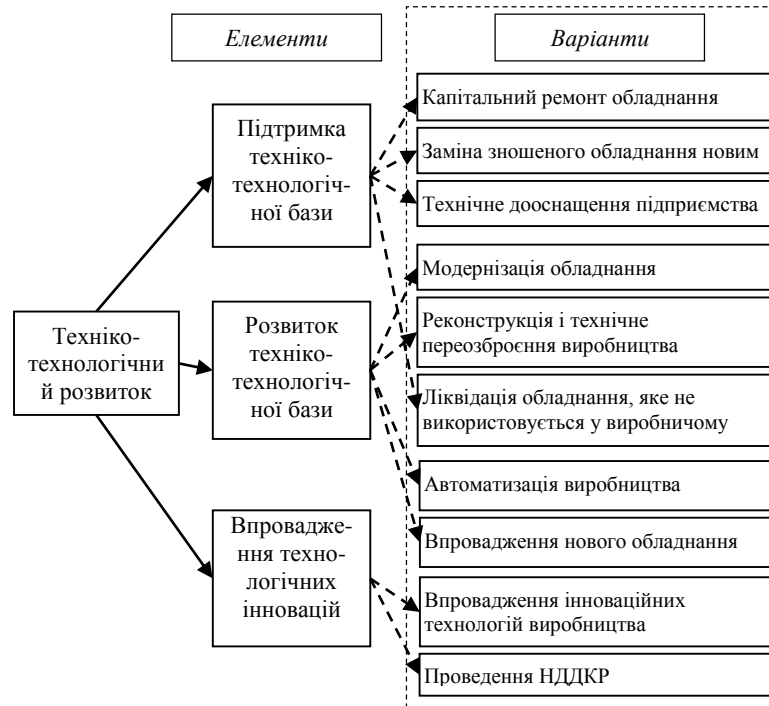 Елементи
Варіанти
Техніко-
технологічни
й розвиток
Підтримка
техніко-
технологіч-
ної бази
Розвиток
техніко-
технологіч-
ної бази
Впровадже-
ння техно-
логічних
інновацій
Капітальний ремонт обладнання
Заміна зношеного обладнання новим
Технічне дооснащення підприємства
Модернізація обладнання
Реконструкція і технічне
переозброєння виробництва
Ліквідація обладнання, яке не
використовується у виробничому
Автоматизація виробництва
Впровадження нового обладнання
Впровадження інноваційних
технологій виробництва
Проведення НДДКР